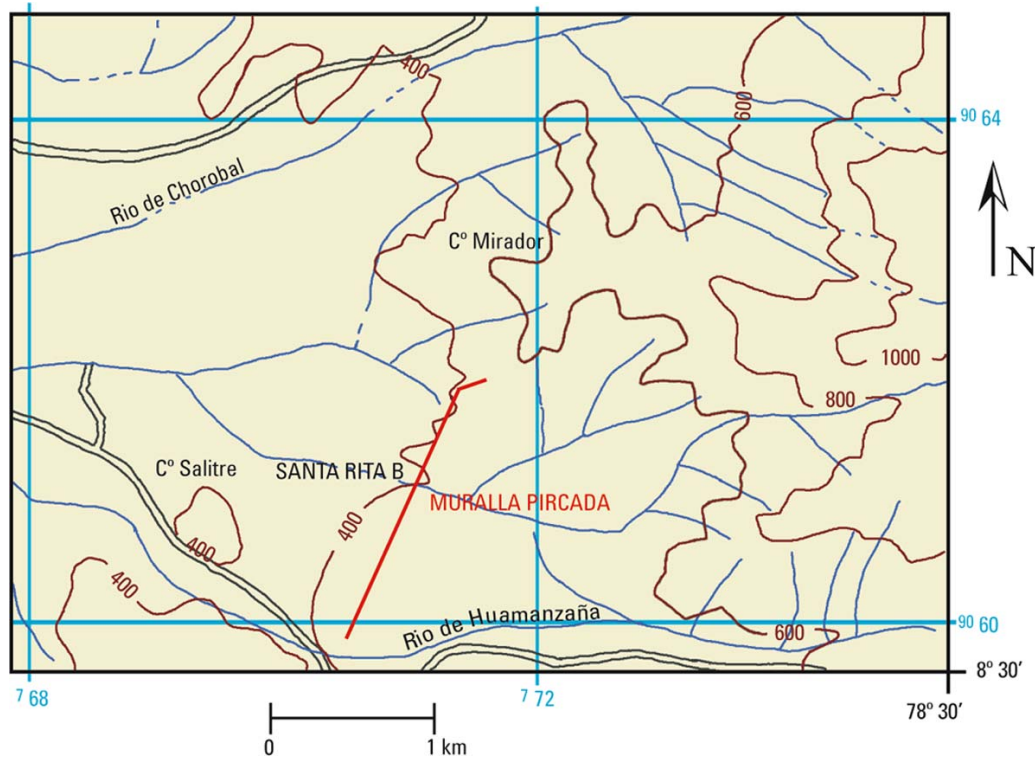 400
600
90 64
Rio de Chorobal
Cº Mirador
N
1000
800
Cº Salitre
SANTA RITA B
MURALLA PIRCADA
400
400
400
Rio de Huamanzaña
600
90 60
8º 30'
7 68
7 72
78º 30'
0
1 km